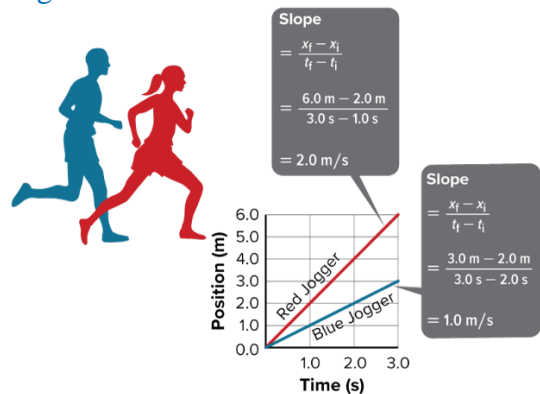 Slope
= xf − xi / tf − ti
= 6.0 m − 2.0 m / 3.0 s − 1.0 s
= 2.0 m/s
Slope
= xf − xi / tf − ti
= 3.0 m − 2.0 m / 3.0 s − 2.0 s
= 1.0 m/s
Position (m)
6.0
5.0
4.0
3.0
2.0
1.0
0.0
Red Jogger
Blue Jogger
1.0 2.0 3.0
Time (s)